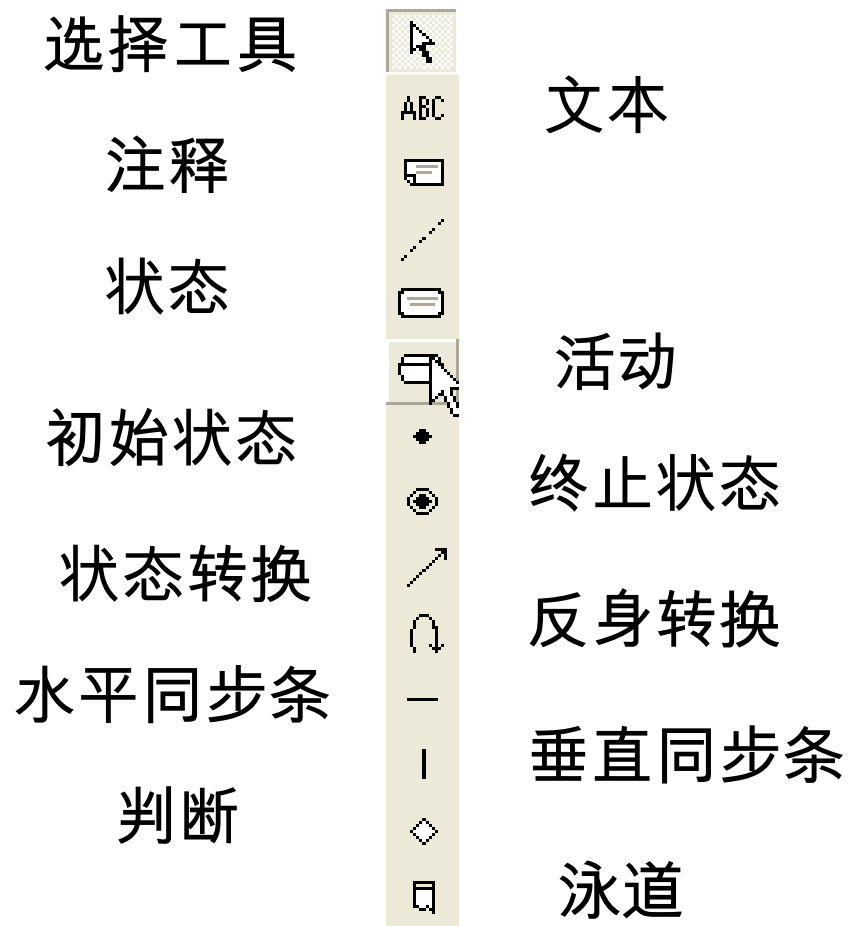 选择工具
ABC
文本
注释
状态
活动
初始状态
终止状态
状态转换
反身转换
水平同步条
垂直同步条
判断
泳道